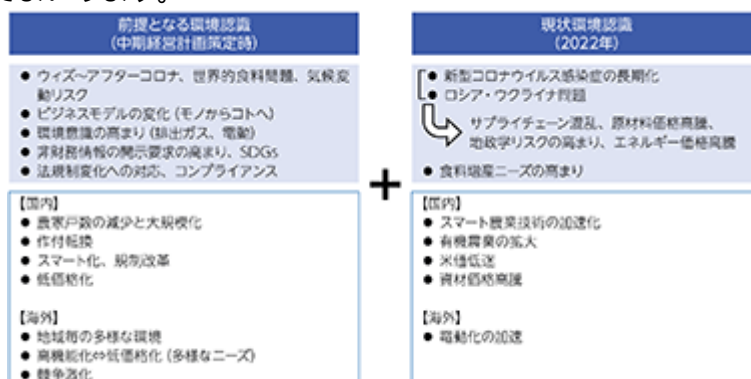 前提となる環境認識
(中期経営計画策定時)
● ウィズ～アフターコロナ、世界的食料問題、気候変
動リスク
● ビジネスモデルの変化 (モノからコトへ)
● 環境意識の高まり (排出ガス、電動)
● 非財務情報の開示要求の高まり、SDGs
● 法規制変化への対応、コンプライアンス
【国内】
● 農家戸数の減少と大規模化
● 作付転換
● スマート化、規制改革
● 低価格化
【海外】
● 地域毎の多様な環境
● 高機能化⇔低価格化 (多様なニーズ)
● 競争激化
+
現状環境認識
(2022年)
● 新型コロナウイルス感染症の長期化
● ロシア・ウクライナ問題
サプライチェーン混乱、原材料価格高騰、
地政学リスクの高まり、エネルギー価格高騰
● 食料増産ニーズの高まり
【国内】
● スマート農業技術の加速化
● 有機農業の拡大
● 米価低迷
● 資材価格高騰
【海外】
● 電動化の加速